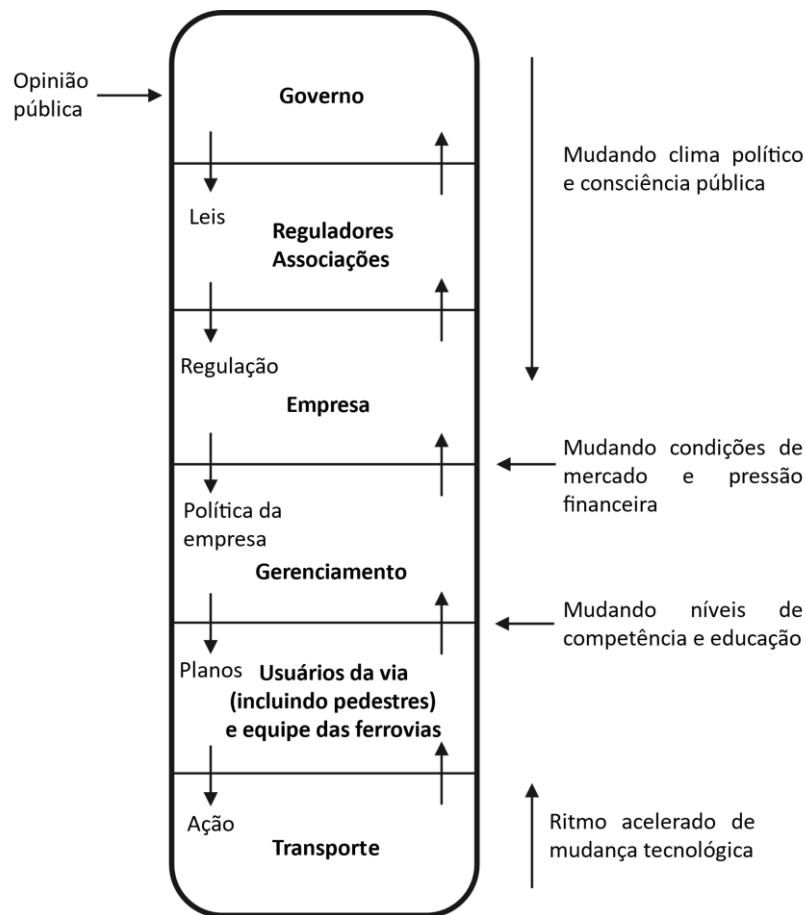 Opinião
pública
Governo
Mudando clima político
e consciência pública
Leis
Reguladores
Associações
Regulação
Empresa
Mudando condições de
mercado e pressão
financeira
Política da
empresa
Gerenciamento
Mudando níveis de
competência e educação
Planos
Usuários da via
(incluindo pedestres)
e equipe das ferrovias
Ação
Transporte
Ritmo acelerado de
mudança tecnológica